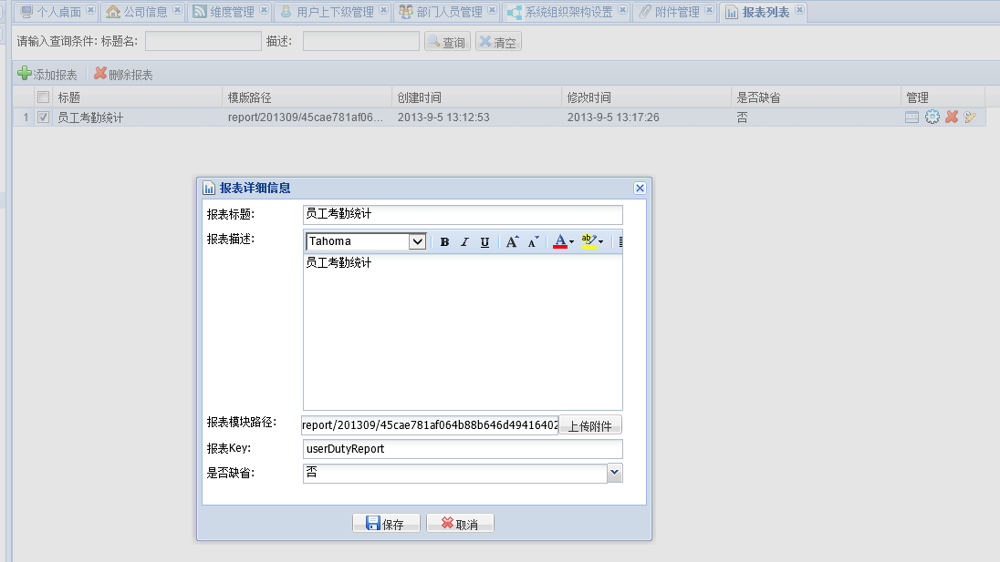 个人桌面 公司信息 维度管理 用户上下级管理 部门人员管理 系统组织架构设置 附件管理 报表列表
请输入查询条件: 标题名: 描述: 查询 清空
添加报表 删除报表
标题 模版路径 创建时间 修改时间 是否缺省 管理
1 员工考勤统计 report/201309/45cae781af06... 2013-9-5 13:12:53 2013-9-5 13:17:26 否
报表详细信息
报表标题: 员工考勤统计
报表描述: Tahoma B I U A A A ab
员工考勤统计
报表模块路径: report/201309/45cae781af064b88b646d49416402 上传附件
报表Key: userDutyReport
是否缺省: 否
保存 取消